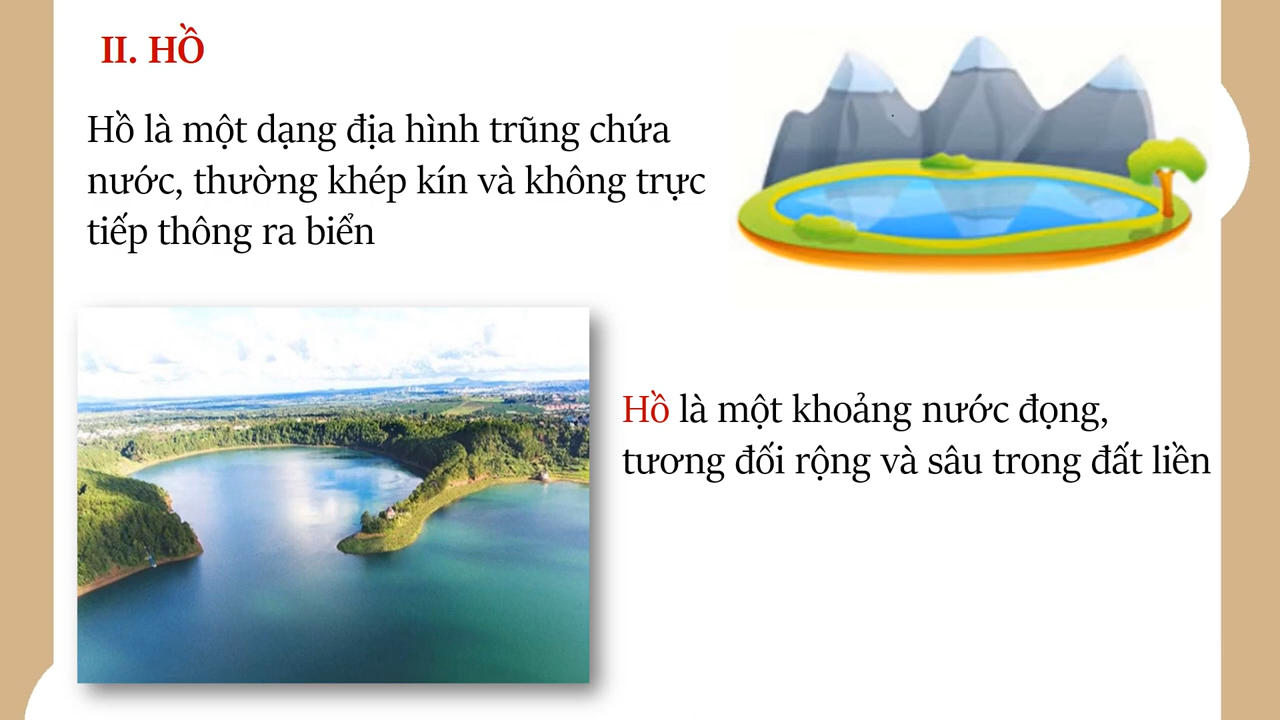 II. HỒ
Hồ là một dạng địa hình trũng chứa
nước, thường khép kín và không trực
tiếp thông ra biển
Hồ là một khoảng nước đọng,
tương đối rộng và sâu trong đất liền